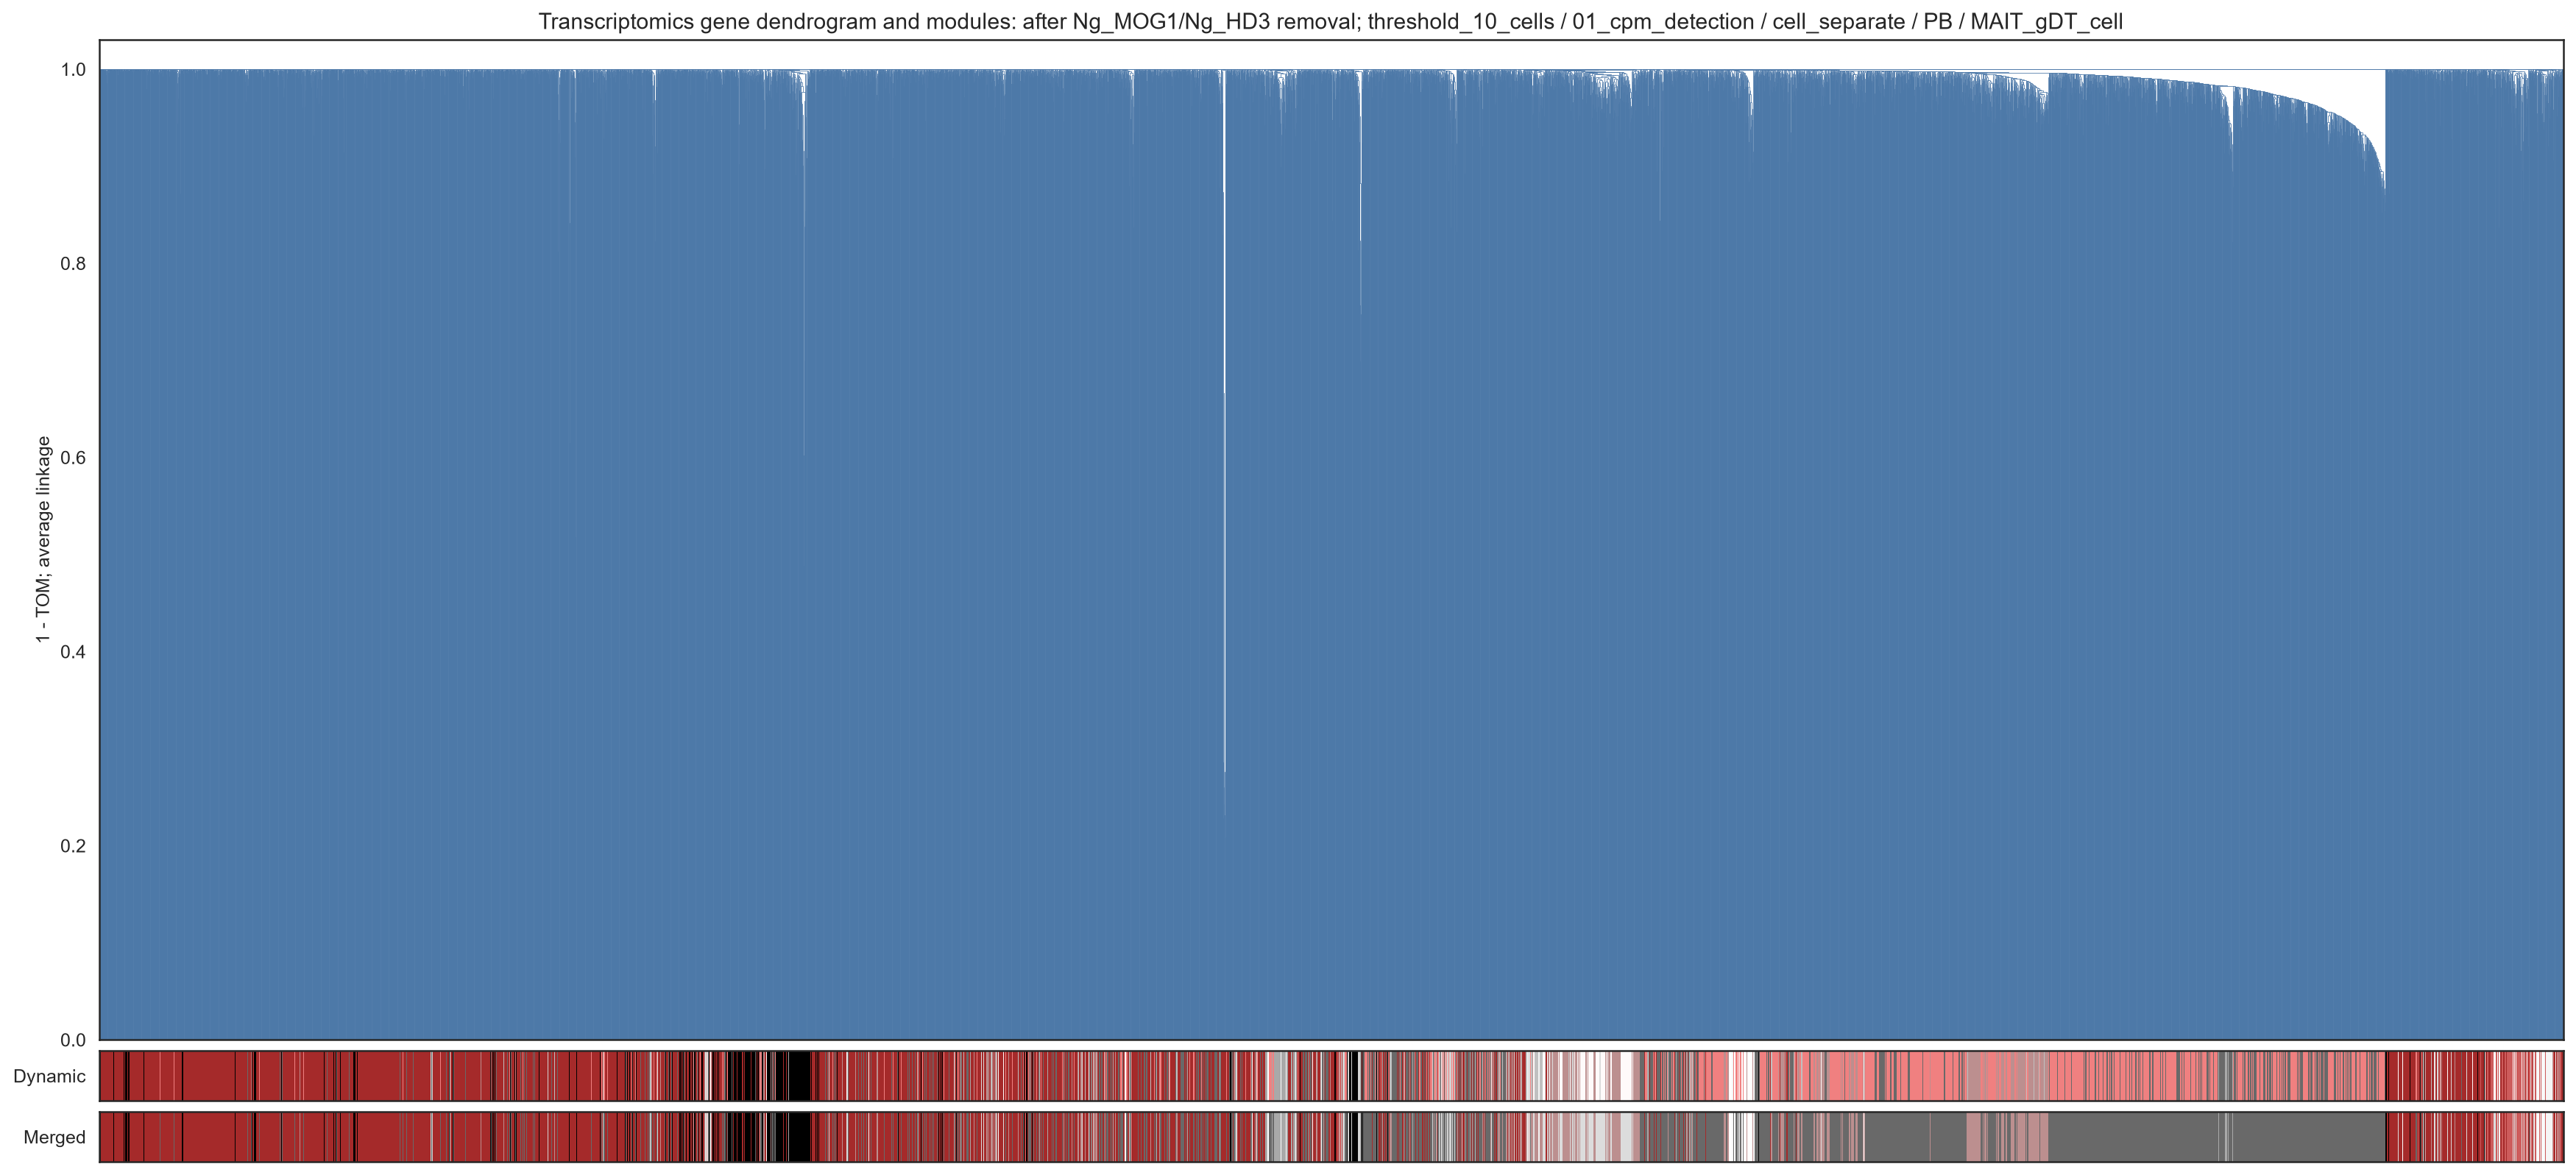 Transcriptomics gene dendrogram and modules: after Ng_MOG1/Ng_HD3 removal; threshold_10_cells / 01_cpm_detection / cell_separate / PB / MAIT_gDT_cell
1.0
0.8
0.6
0.4
0.2
0.0
1 - TOM; average linkage
Dynamic
Merged